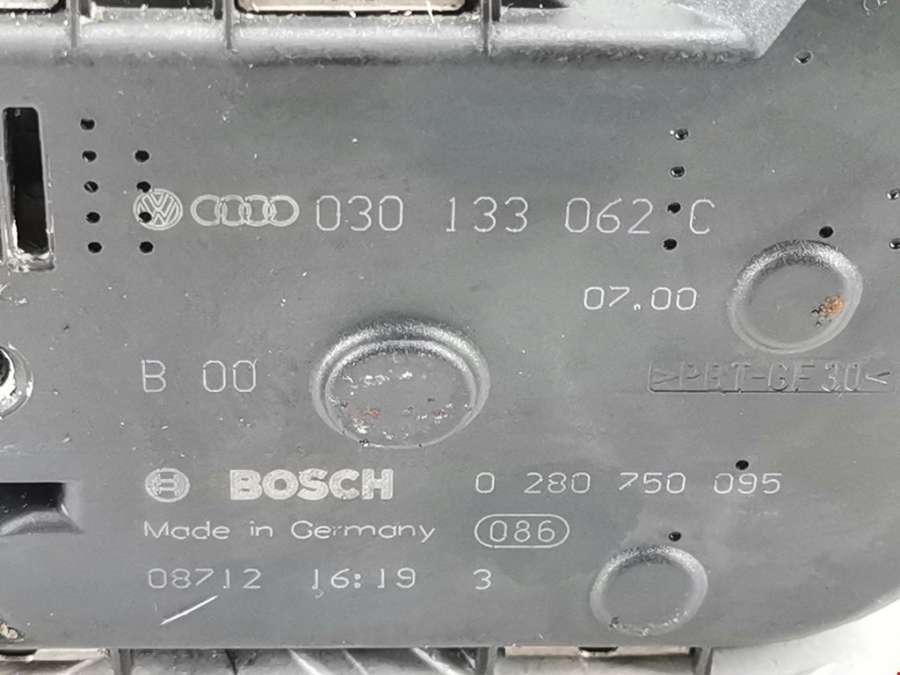 030 133 062 C
07.00
B 00
>PBT-GF30<
BOSCH 0 280 750 095
Made in Germany 086
08712 16:19 3